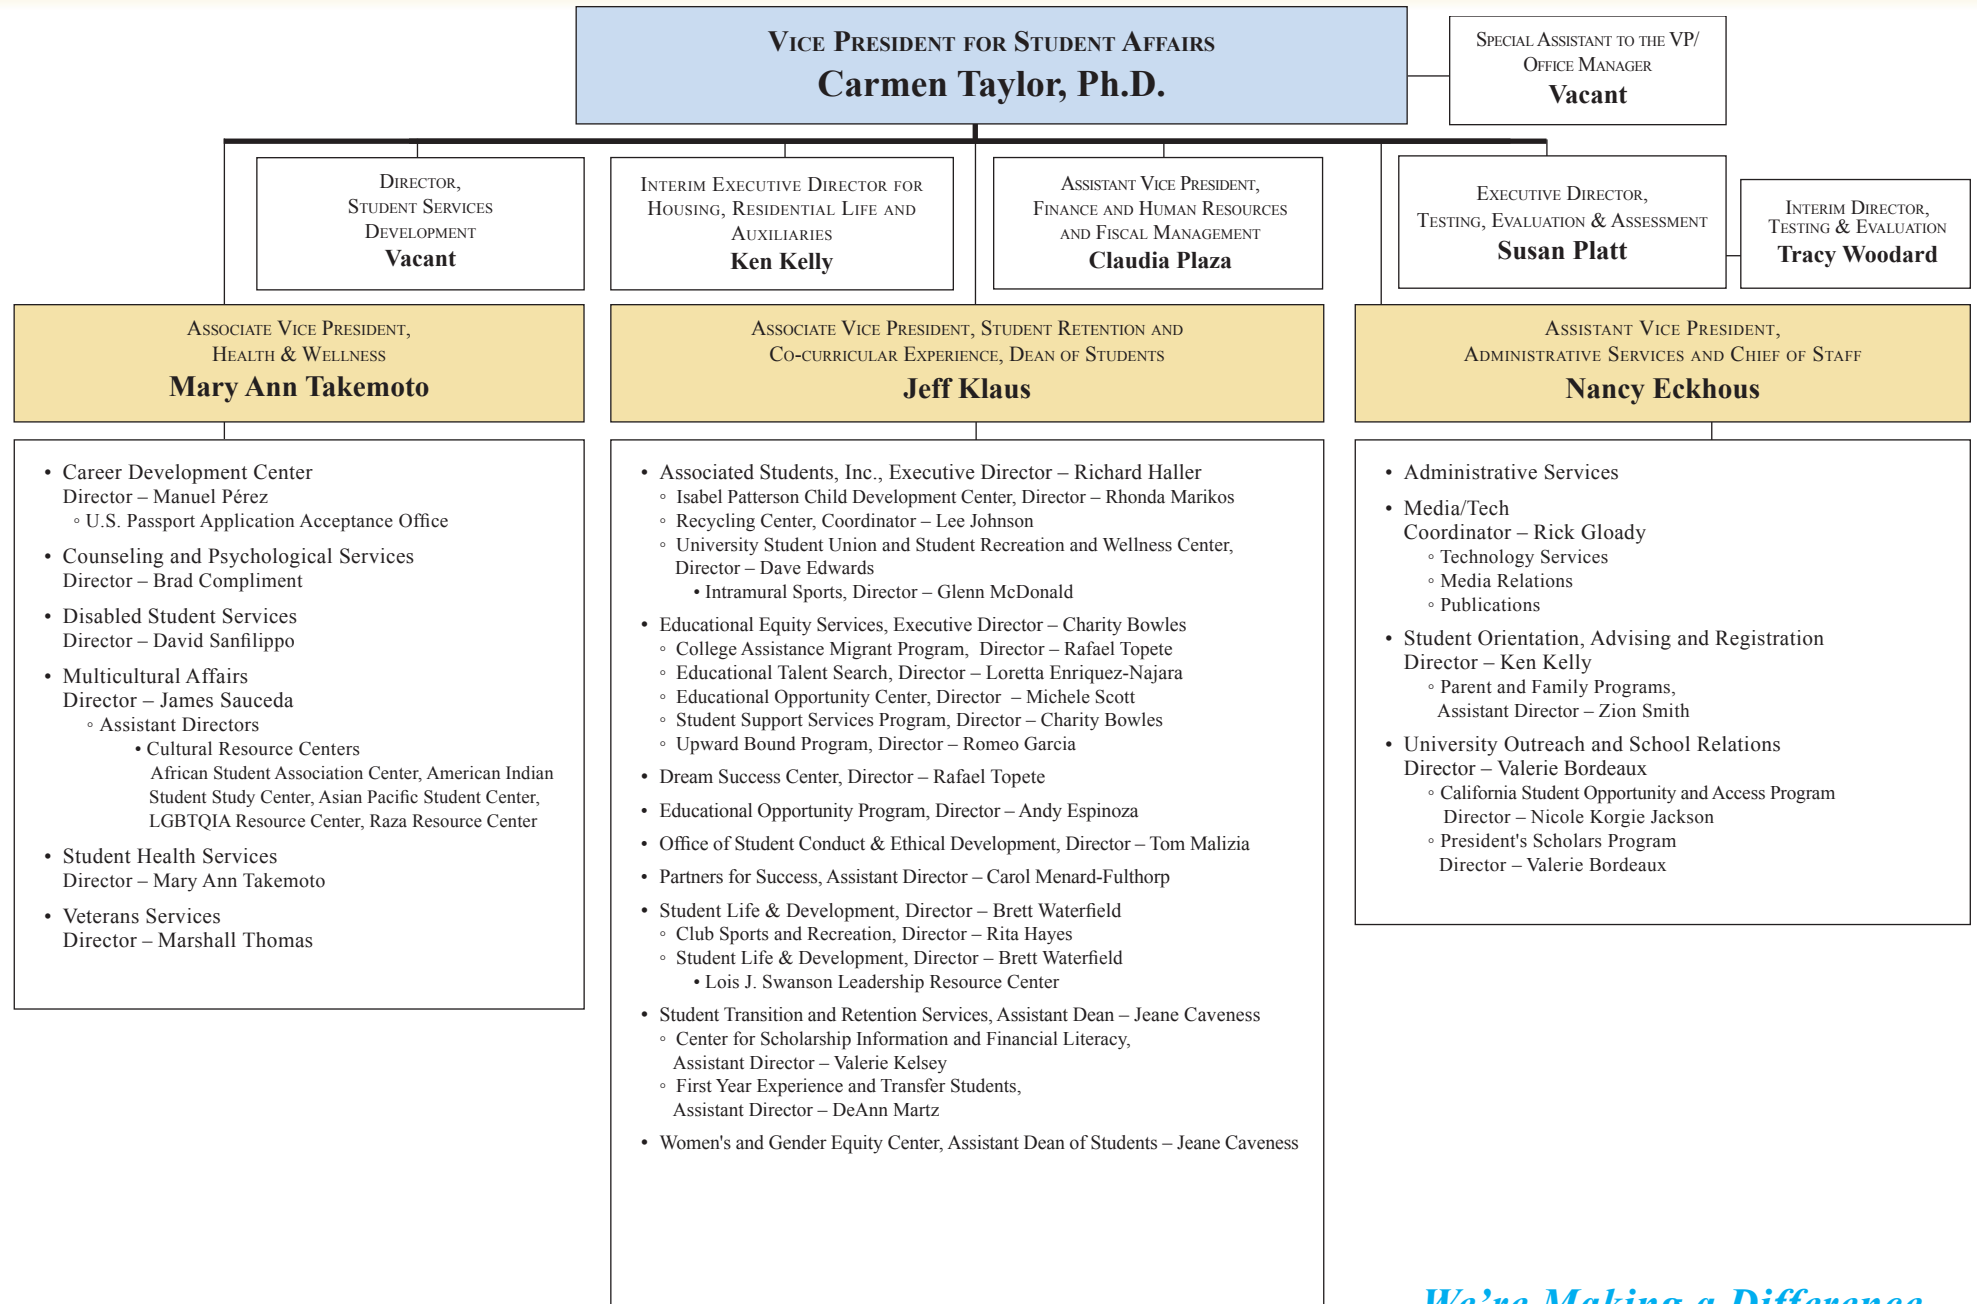 VICE PRESIDENT FOR STUDENT AFFAIRS
Carmen Taylor, Ph.D.
SPECIAL ASSISTANT TO THE VP/
OFFICE MANAGER
Vacant
DIRECTOR,
STUDENT SERVICES
DEVELOPMENT
Vacant
INTERIM EXECUTIVE DIRECTOR FOR
HOUSING, RESIDENTIAL LIFE AND
AUXILIARIES
Ken Kelly
ASSISTANT VICE PRESIDENT,
FINANCE AND HUMAN RESOURCES
AND FISCAL MANAGEMENT
Claudia Plaza
EXECUTIVE DIRECTOR,
TESTING, EVALUATION & ASSESSMENT
Susan Platt
INTERIM DIRECTOR,
TESTING & EVALUATION
Tracy Woodard
ASSOCIATE VICE PRESIDENT,
HEALTH & WELLNESS
Mary Ann Takemoto
• Career Development Center
Director – Manuel Pérez
◦ U.S. Passport Application Acceptance Office
• Counseling and Psychological Services
Director – Brad Compliment
• Disabled Student Services
Director – David Sanfilippo
• Multicultural Affairs
Director – James Sauceda
◦ Assistant Directors
• Cultural Resource Centers
African Student Association Center, American Indian
Student Study Center, Asian Pacific Student Center,
LGBTQIA Resource Center, Raza Resource Center
• Student Health Services
Director – Mary Ann Takemoto
• Veterans Services
Director – Marshall Thomas
ASSOCIATE VICE PRESIDENT, STUDENT RETENTION AND
CO-CURRICULAR EXPERIENCE, DEAN OF STUDENTS
Jeff Klaus
• Associated Students, Inc., Executive Director – Richard Haller
◦ Isabel Patterson Child Development Center, Director – Rhonda Marikos
◦ Recycling Center, Coordinator – Lee Johnson
◦ University Student Union and Student Recreation and Wellness Center,
Director – Dave Edwards
• Intramural Sports, Director – Glenn McDonald
• Educational Equity Services, Executive Director – Charity Bowles
◦ College Assistance Migrant Program, Director – Rafael Topete
◦ Educational Talent Search, Director – Loretta Enriquez-Najara
◦ Educational Opportunity Center, Director – Michele Scott
◦ Student Support Services Program, Director – Charity Bowles
◦ Upward Bound Program, Director – Romeo Garcia
• Dream Success Center, Director – Rafael Topete
• Educational Opportunity Program, Director – Andy Espinoza
• Office of Student Conduct & Ethical Development, Director – Tom Malizia
• Partners for Success, Assistant Director – Carol Menard-Fulthorp
• Student Life & Development, Director – Brett Waterfield
◦ Club Sports and Recreation, Director – Rita Hayes
◦ Student Life & Development, Director – Brett Waterfield
• Lois J. Swanson Leadership Resource Center
• Student Transition and Retention Services, Assistant Dean – Jeane Caveness
◦ Center for Scholarship Information and Financial Literacy,
Assistant Director – Valerie Kelsey
◦ First Year Experience and Transfer Students,
Assistant Director – DeAnn Martz
• Women's and Gender Equity Center, Assistant Dean of Students – Jeane Caveness
ASSISTANT VICE PRESIDENT,
ADMINISTRATIVE SERVICES AND CHIEF OF STAFF
Nancy Eckhous
• Administrative Services
• Media/Tech
Coordinator – Rick Gloady
◦ Technology Services
◦ Media Relations
◦ Publications
• Student Orientation, Advising and Registration
Director – Ken Kelly
◦ Parent and Family Programs,
Assistant Director – Zion Smith
• University Outreach and School Relations
Director – Valerie Bordeaux
◦ California Student Opportunity and Access Program
Director – Nicole Korgie Jackson
◦ President's Scholars Program
Director – Valerie Bordeaux
We're Making a Difference